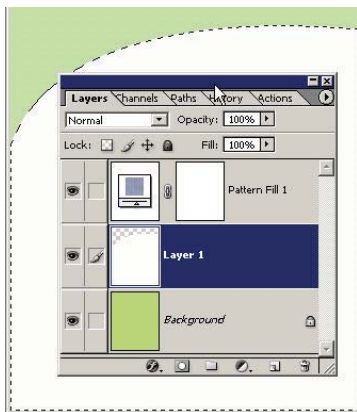 Layers Channels Paths History Actions
Normal Opacity: 100%
Lock: Fill: 100%
Pattern Fill 1
Layer 1
Background